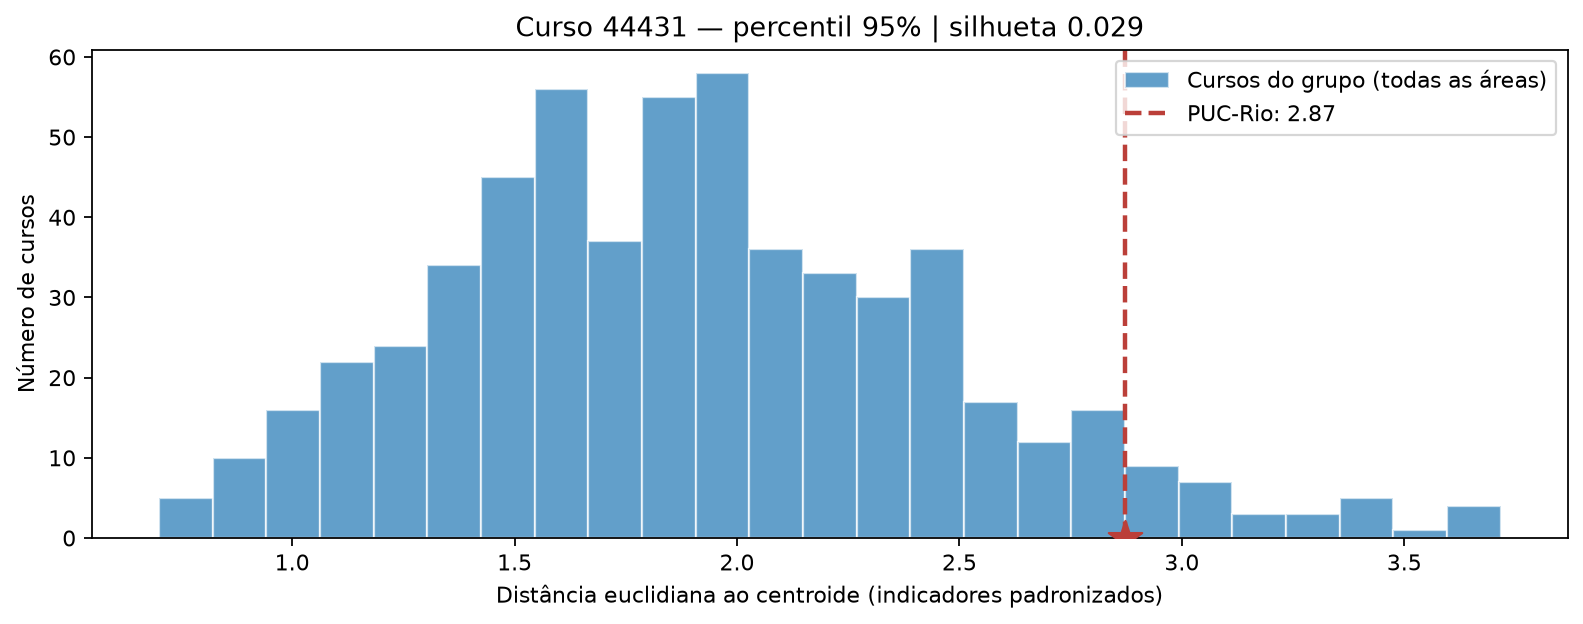 Curso 44431 — percentil 95% | silhueta 0.029
Cursos do grupo (todas as áreas)
PUC-Rio: 2.87
Número de cursos
60
50
40
30
20
10
0
1.0 1.5 2.0 2.5 3.0 3.5
Distância euclidiana ao centroide (indicadores padronizados)